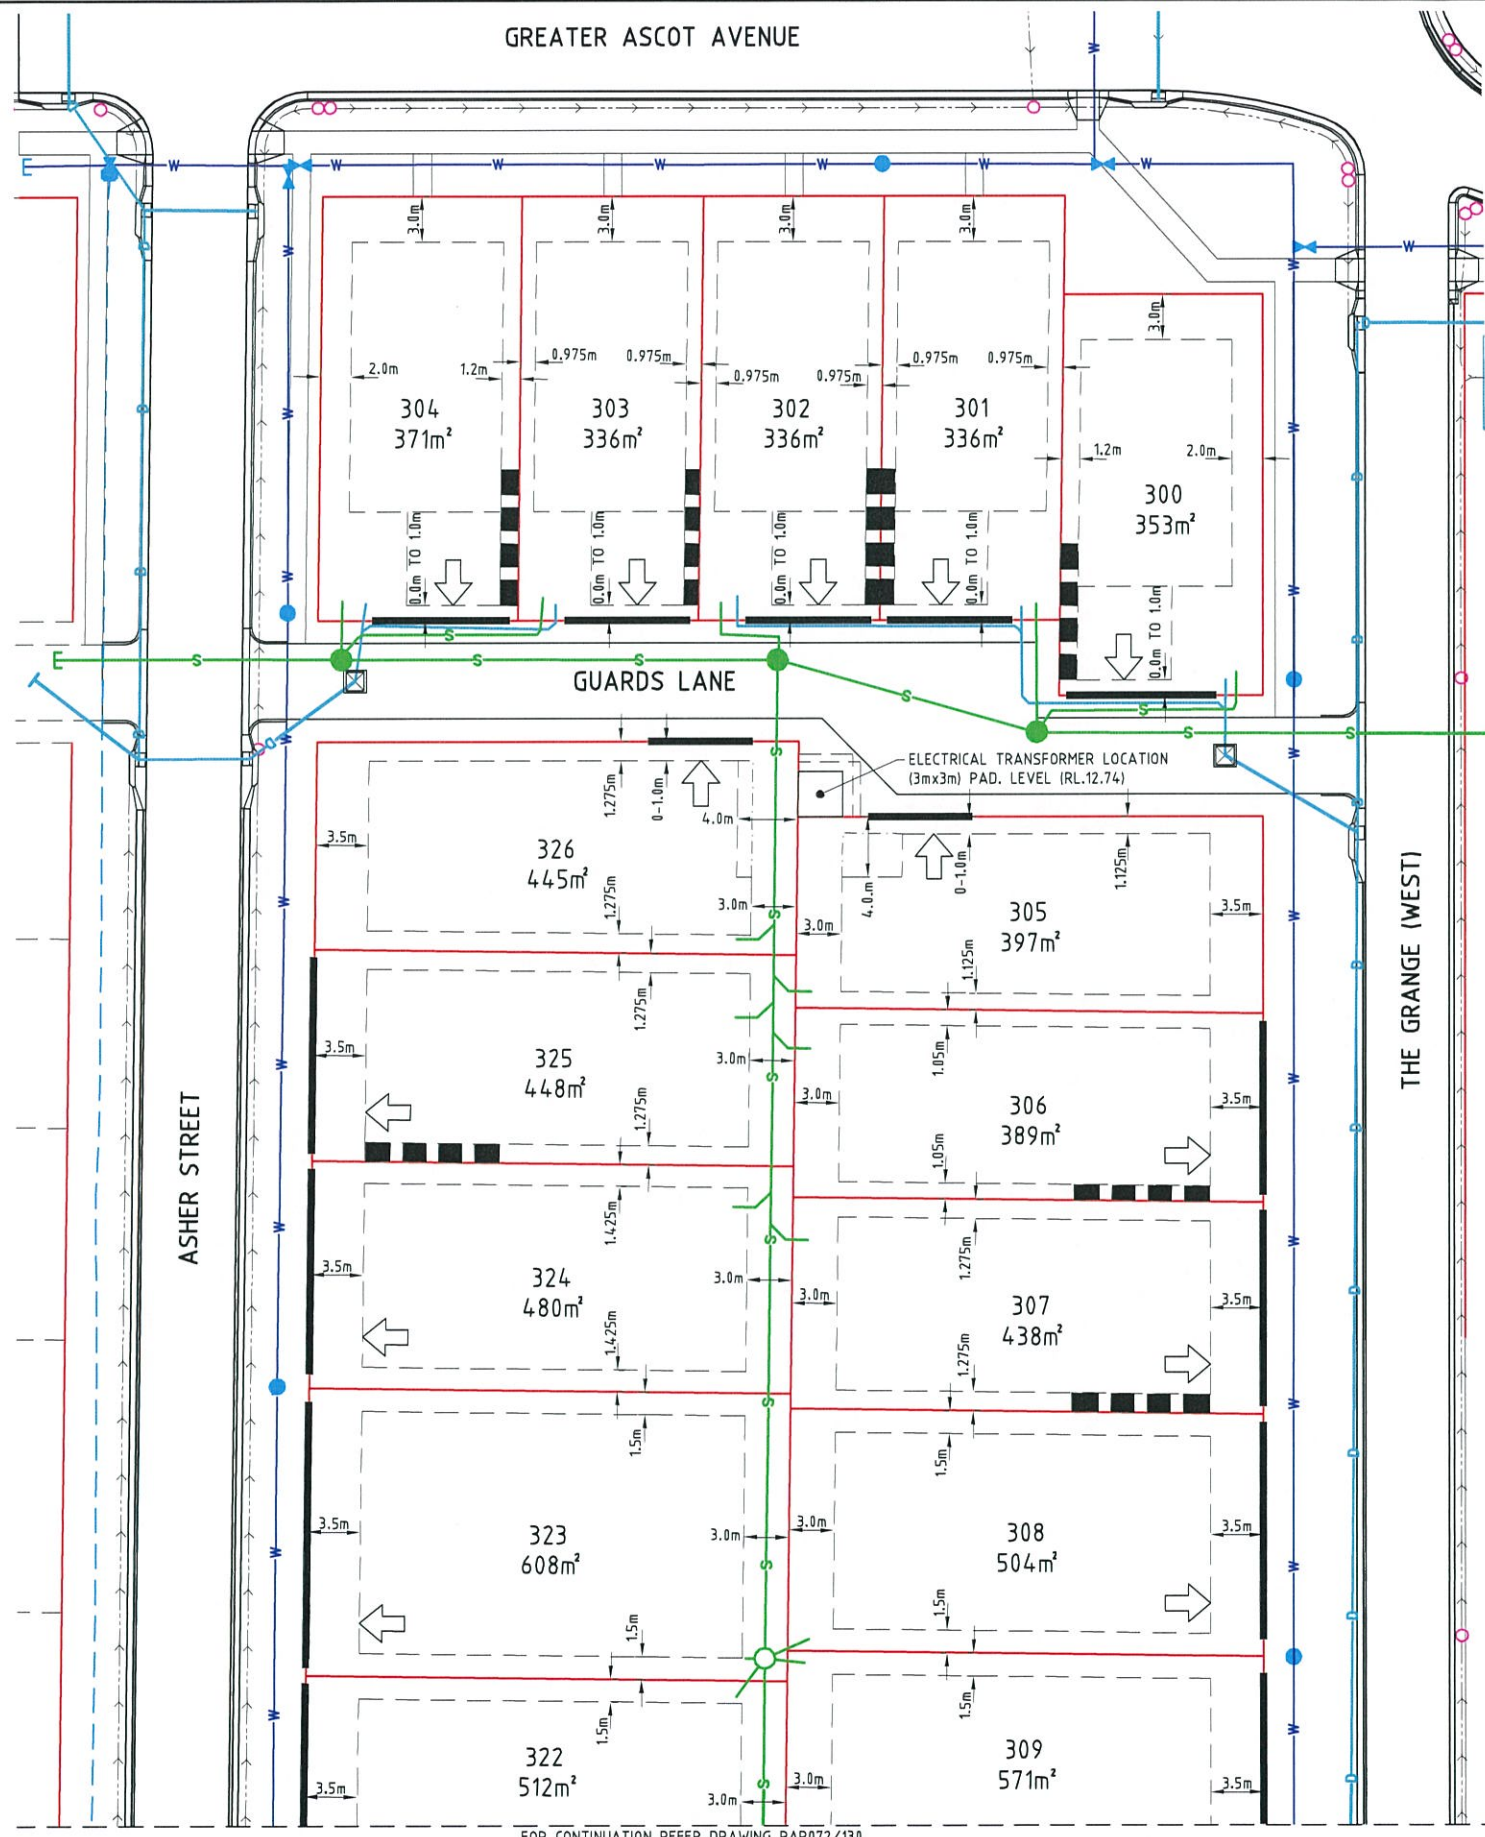 GREATER ASCOT AVENUE
E W W W W W W W
W
W
3.0m 3.0m 3.0m 3.0m
3.0m
2.0m 1.2m 0.975m 0.975m 0.975m 0.975m 0.975m 0.975m
304
371m²
303
336m²
302
336m²
301
336m²
1.2m 2.0m
300
353m²
0.0m TO 1.0m
0.0m TO 1.0m
0.0m TO 1.0m
0.0m TO 1.0m
0.0m TO 1.0m
E S S S S S S S S
GUARDS LANE
ELECTRICAL TRANSFORMER LOCATION
(3mx3m) PAD. LEVEL (RL.12.74)
1.275m
0-1.0m
4.0m
3.5m
326
445m²
1.275m
3.0m
3.0m
4.0.m
0-1.0m
1.125m
305
397m²
3.5m
1.125m
THE GRANGE (WEST)
3.5m
1.275m
325
448m²
3.0m
1.275m
3.0m
1.05m
306
389m²
3.5m
1.05m
ASHER STREET
1.425m
3.5m
324
480m²
3.0m
1.425m
3.0m
1.275m
307
438m²
3.5m
1.275m
1.5m
3.5m
323
608m²
3.0m
1.5m
3.0m
1.5m
308
504m²
3.5m
1.5m
1.5m
322
512m²
3.5m
3.0m
1.5m
309
571m²
3.0m
3.5m
FOR CONTINUATION REFER DRAWING